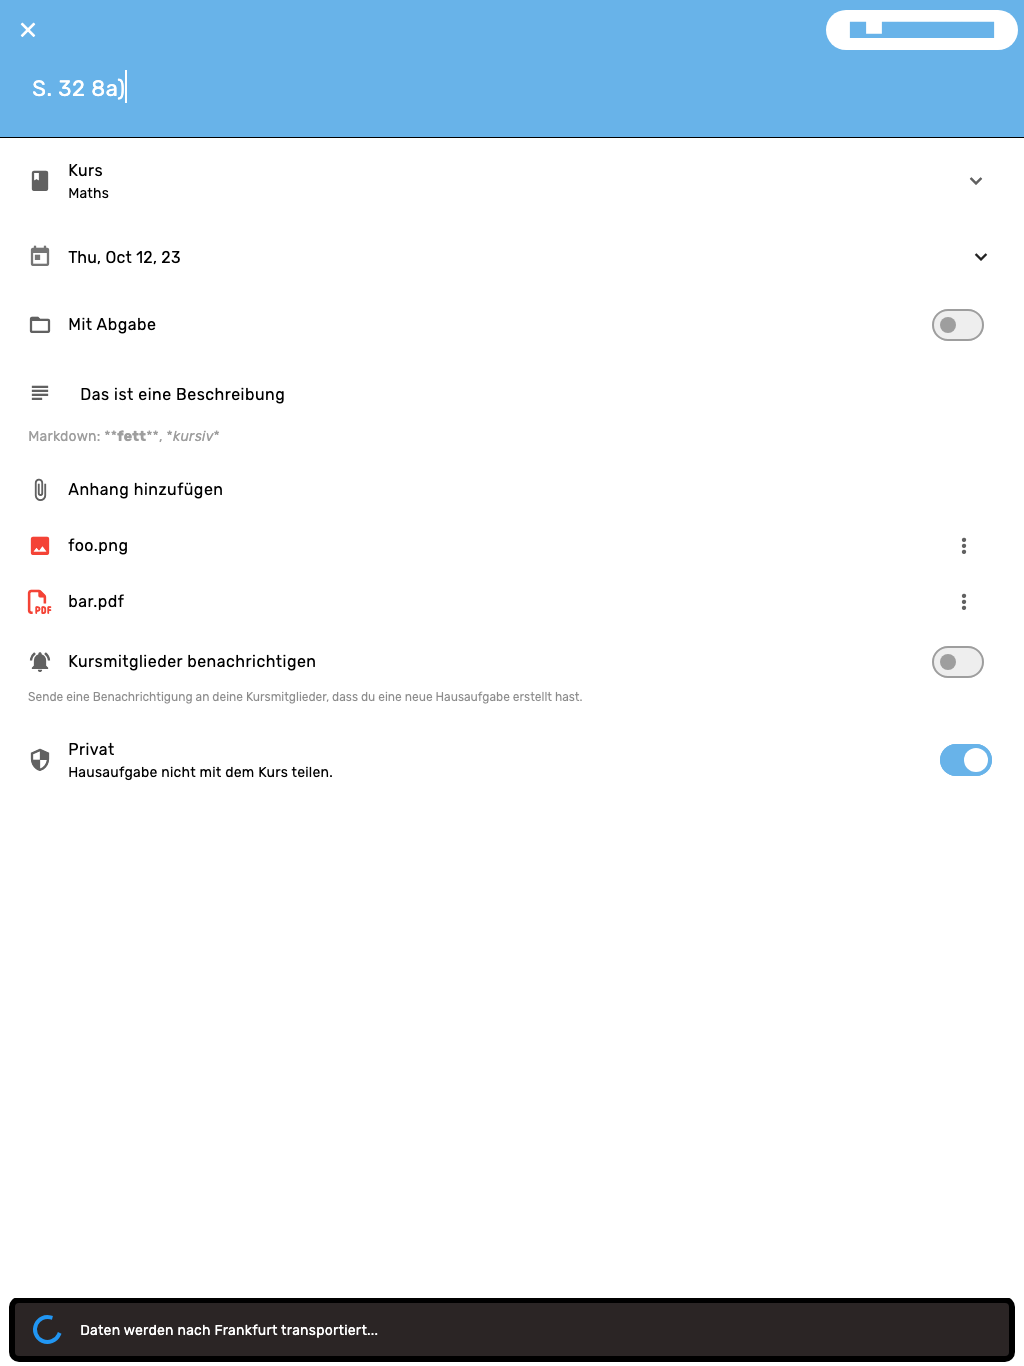 S. 32 8a)
Kurs
Maths
Thu, Oct 12, 23
Mit Abgabe
Das ist eine Beschreibung
Markdown: **fett**, *kursiv*
Anhang hinzufügen
foo.png
PDF
bar.pdf
Kursmitglieder benachrichtigen
Sende eine Benachrichtigung an deine Kursmitglieder, dass du eine neue Hausaufgabe erstellt hast.
Privat
Hausaufgabe nicht mit dem Kurs teilen.
Daten werden nach Frankfurt transportiert...